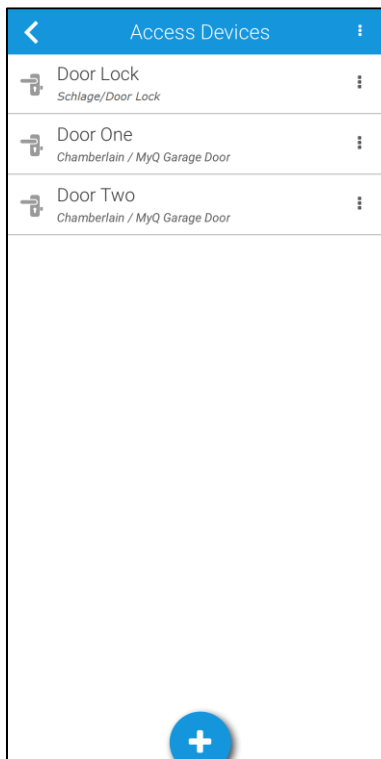 Access Devices
Door Lock
Schlage/Door Lock
Door One
Chamberlain / MyQ Garage Door
Door Two
Chamberlain / MyQ Garage Door